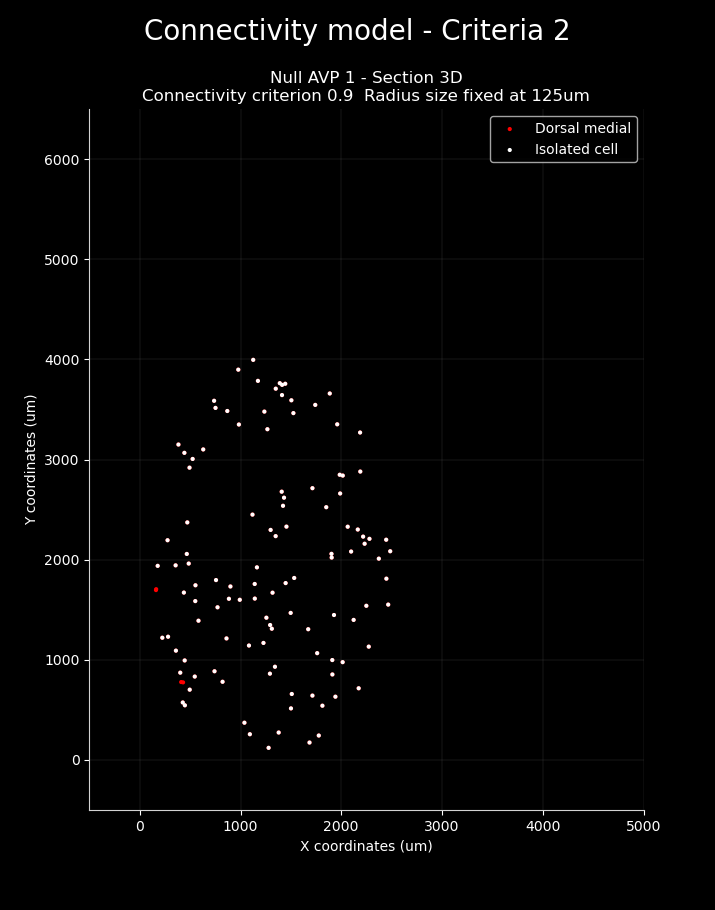 Connectivity model - Criteria 2
Null AVP 1 - Section 3D
Connectivity criterion 0.9  Radius size fixed at 125um
Dorsal medial
Isolated cell
6000
5000
4000
3000
2000
1000
0
Y coordinates (um)
0
1000
2000
3000
4000
5000
X coordinates (um)